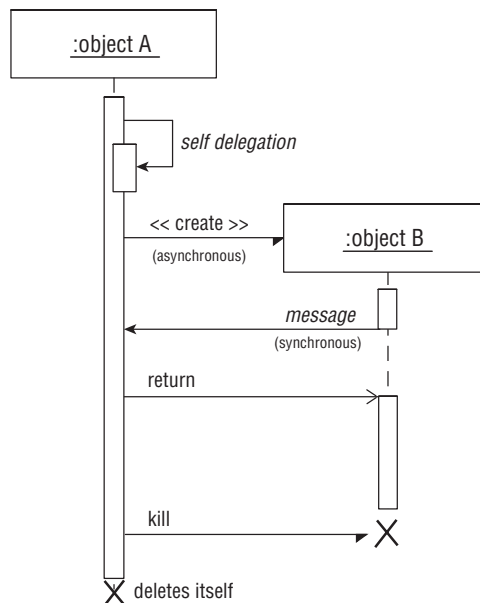 :object A
self delegation
<< create >>
(asynchronous)
:object B
message
(synchronous)
return
kill
deletes itself